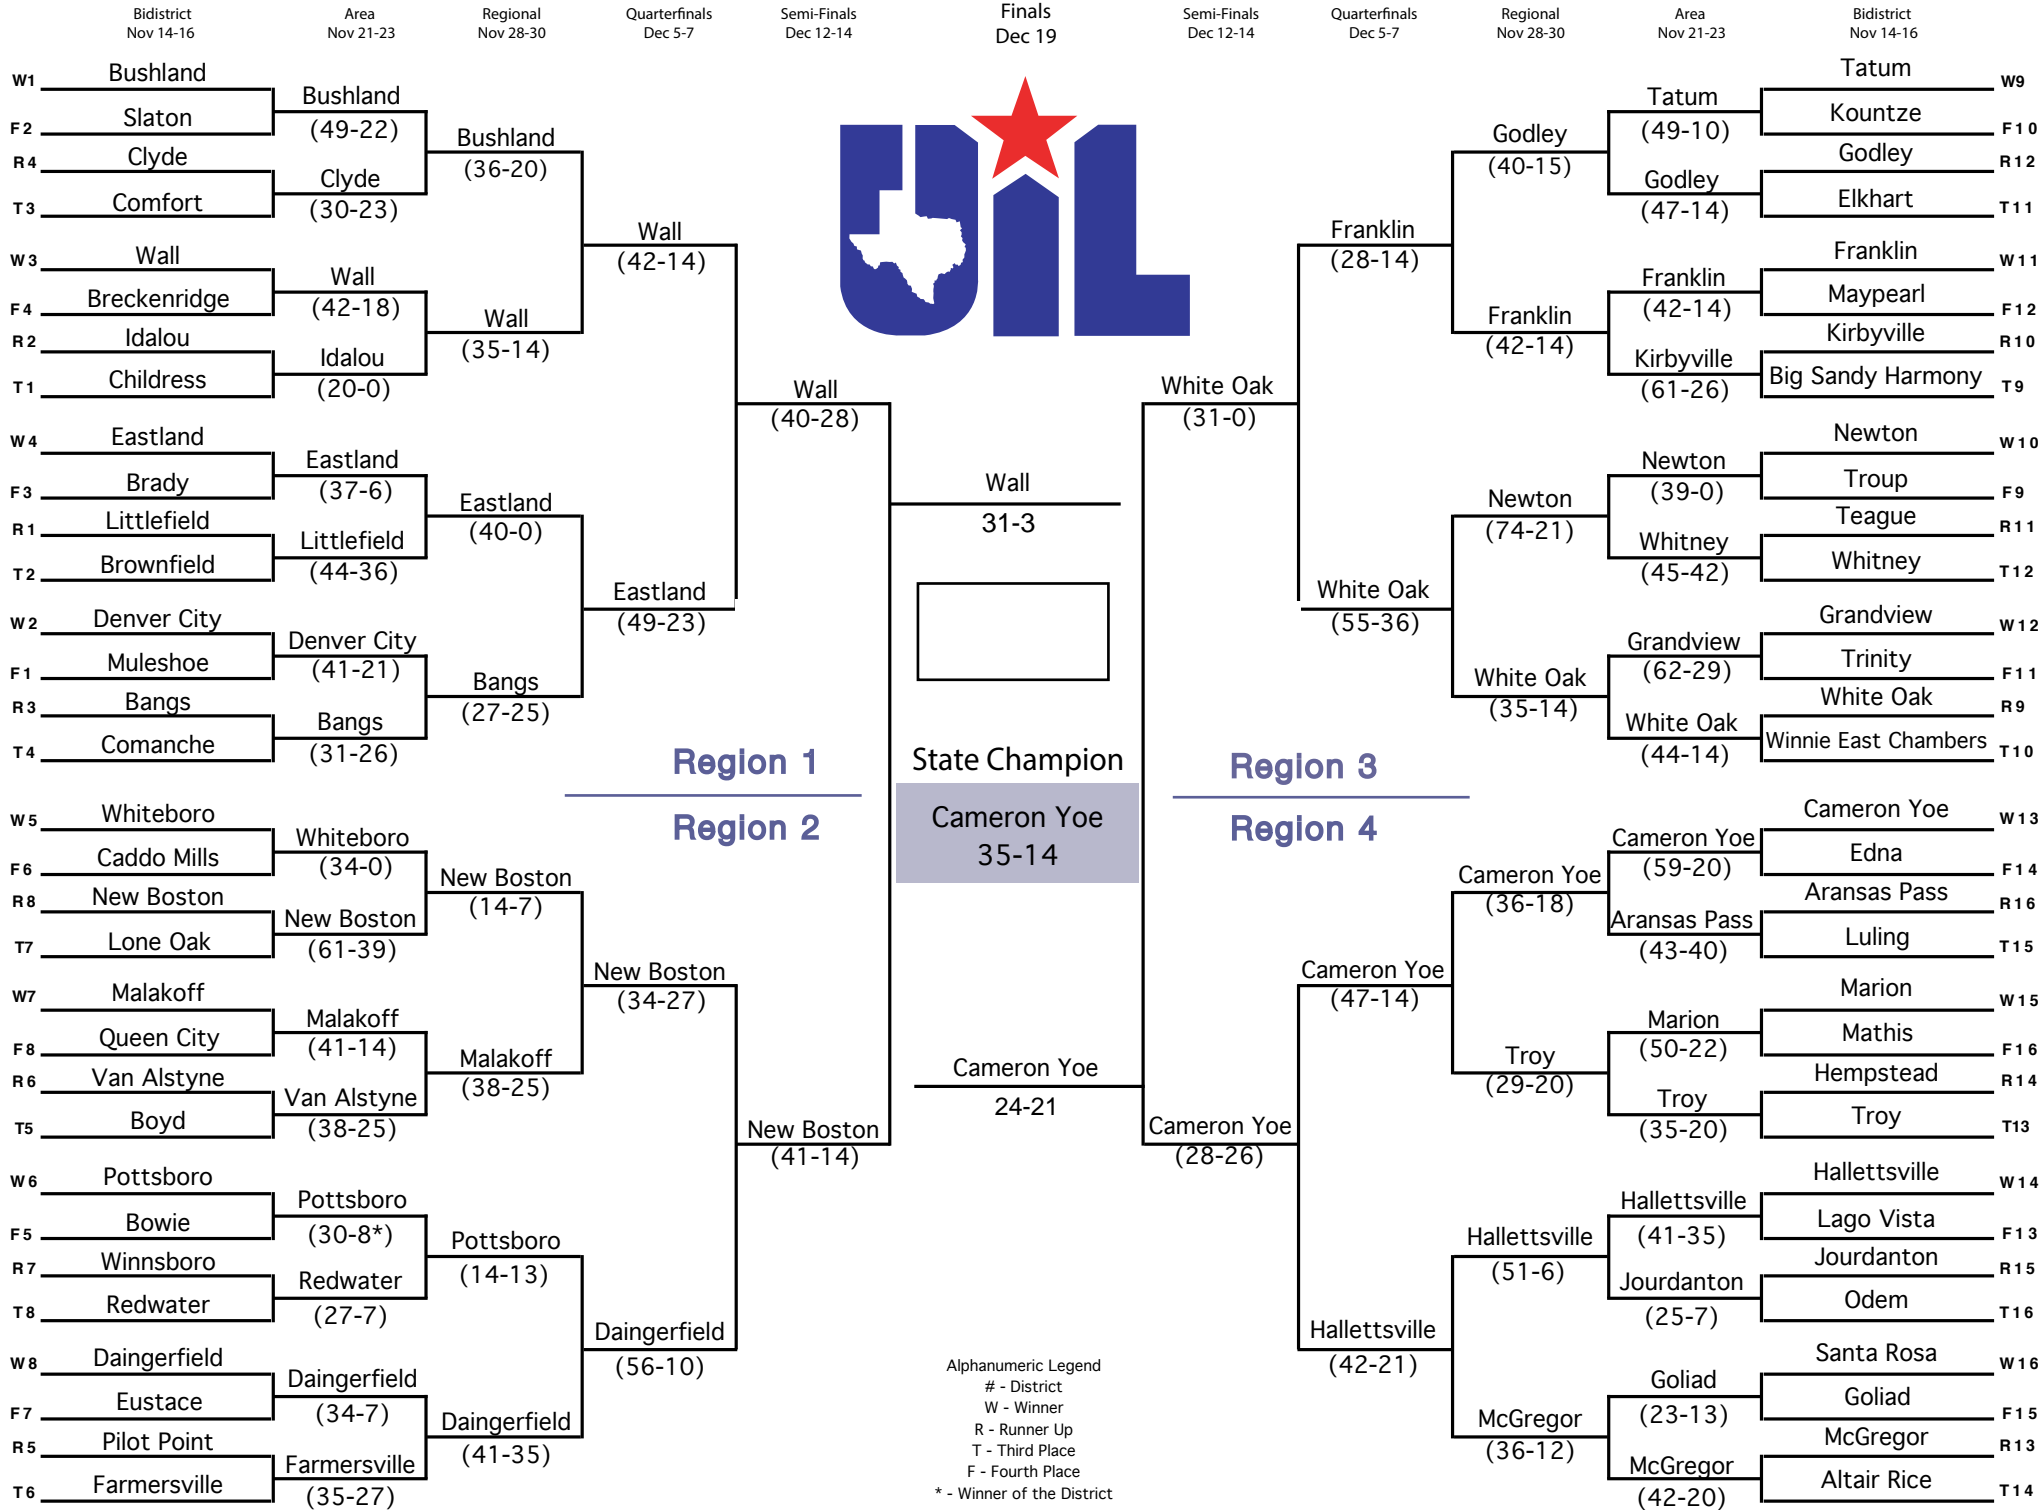 Bidistrict
Nov 14-16
Area
Nov 21-23
Regional
Nov 28-30
Quarterfinals
Dec 5-7
Semi-Finals
Dec 12-14
Finals
Dec 19
Semi-Finals
Dec 12-14
Quarterfinals
Dec 5-7
Regional
Nov 28-30
Area
Nov 21-23
Bidistrict
Nov 14-16
W1 Bushland
F2 Slaton
R4 Clyde
T3 Comfort
W3 Wall
F4 Breckenridge
R2 Idalou
T1 Childress
W4 Eastland
F3 Brady
R1 Littlefield
T2 Brownfield
W2 Denver City
F1 Muleshoe
R3 Bangs
T4 Comanche
W5 Whiteboro
F6 Caddo Mills
R8 New Boston
T7 Lone Oak
W7 Malakoff
F8 Queen City
R6 Van Alstyne
T5 Boyd
W6 Pottsboro
F5 Bowie
R7 Winnsboro
T8 Redwater
W8 Daingerfield
F7 Eustace
R5 Pilot Point
T6 Farmersville
Bushland
(49-22)
Clyde
(30-23)
Wall
(42-18)
Idalou
(20-0)
Eastland
(37-6)
Littlefield
(44-36)
Denver City
(41-21)
Bangs
(31-26)
Whiteboro
(34-0)
New Boston
(61-39)
Malakoff
(41-14)
Van Alstyne
(38-25)
Pottsboro
(30-8*)
Redwater
(27-7)
Daingerfield
(34-7)
Farmersville
(35-27)
Bushland
(36-20)
Wall
(35-14)
Eastland
(40-0)
Bangs
(27-25)
New Boston
(14-7)
Malakoff
(38-25)
Pottsboro
(14-13)
Daingerfield
(41-35)
Wall
(42-14)
Eastland
(49-23)
New Boston
(34-27)
Daingerfield
(56-10)
Wall
(40-28)
New Boston
(41-14)
Region 1
Region 2
UiL
Wall
31-3
State Champion
Cameron Yoe
35-14
Cameron Yoe
24-21
Alphanumeric Legend
# - District
W - Winner
R - Runner Up
T - Third Place
F - Fourth Place
* - Winner of the District
Region 3
Region 4
White Oak
(31-0)
Cameron Yoe
(28-26)
Franklin
(28-14)
White Oak
(55-36)
Cameron Yoe
(47-14)
Hallettsville
(42-21)
Godley
(40-15)
Franklin
(42-14)
Newton
(74-21)
White Oak
(35-14)
Cameron Yoe
(36-18)
Troy
(29-20)
Hallettsville
(51-6)
McGregor
(36-12)
Tatum
(49-10)
Godley
(47-14)
Franklin
(42-14)
Kirbyville
(61-26)
Newton
(39-0)
Whitney
(45-42)
Grandview
(62-29)
White Oak
(44-14)
Cameron Yoe
(59-20)
Aransas Pass
(43-40)
Marion
(50-22)
Troy
(35-20)
Hallettsville
(41-35)
Jourdanton
(25-7)
Goliad
(23-13)
McGregor
(42-20)
Tatum W9
Kountze F10
Godley R12
Elkhart T11
Franklin W11
Maypearl F12
Kirbyville R10
Big Sandy Harmony T9
Newton W10
Troup F9
Teague R11
Whitney T12
Grandview W12
Trinity F11
White Oak R9
Winnie East Chambers T10
Cameron Yoe W13
Edna F14
Aransas Pass R16
Luling T15
Marion W15
Mathis F16
Hempstead R14
Troy T13
Hallettsville W14
Lago Vista F13
Jourdanton R15
Odem T16
Santa Rosa W16
Goliad F15
McGregor R13
Altair Rice T14